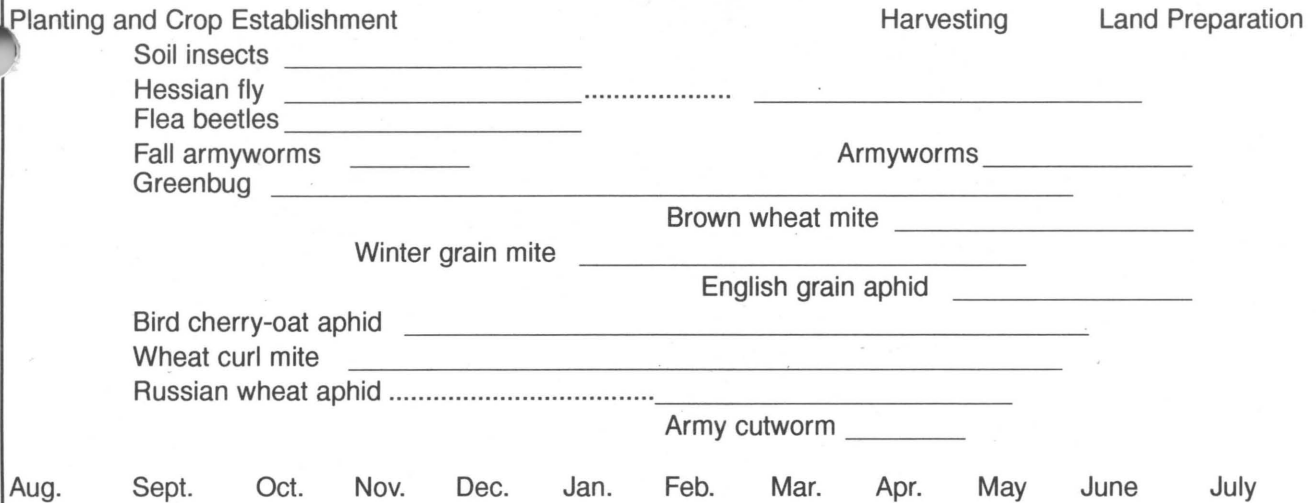 Planting and Crop Establishment Harvesting Land Preparation
Soil insects
Hessian fly
Flea beetles
Fall armyworms Armyworms
Greenbug
Brown wheat mite
Winter grain mite
English grain aphid
Bird cherry-oat aphid
Wheat curl mite
Russian wheat aphid
Army cutworm
Aug. Sept. Oct. Nov. Dec. Jan. Feb. Mar. Apr. May June July